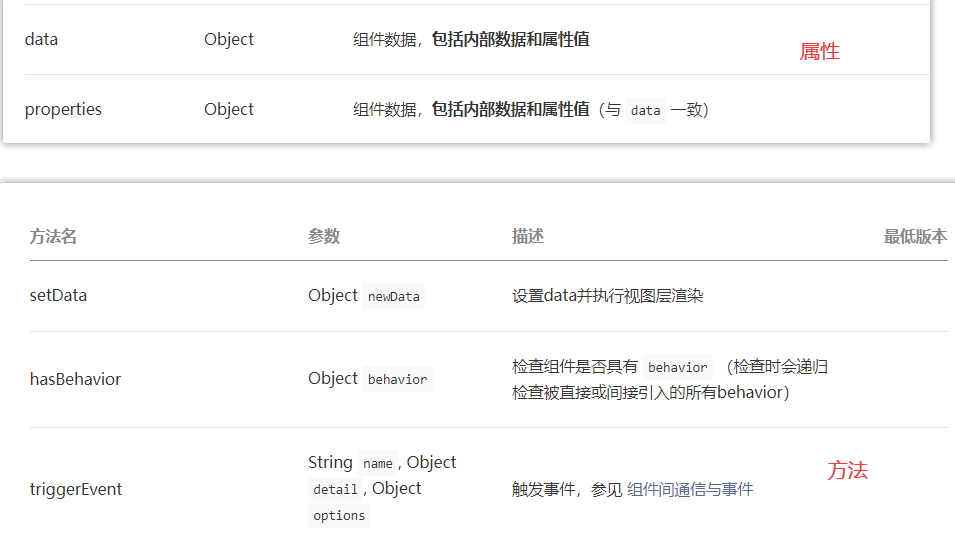 data Object 组件数据，包括内部数据和属性值
属性
properties Object 组件数据，包括内部数据和属性值（与 data 一致）
方法名 参数 描述 最低版本
setData Object newData 设置data并执行视图层渲染
hasBehavior Object behavior 检查组件是否具有 behavior （检查时会递归
检查被直接或间接引入的所有behavior）
String name , Object
detail , Object
options
triggerEvent 触发事件，参见 组件间通信与事件
方法